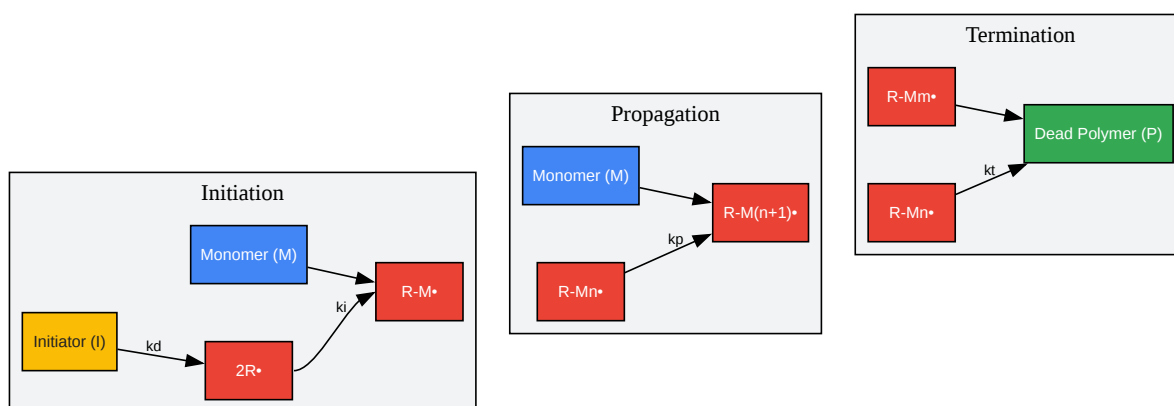 Initiation
Monomer (M)
R-M•
ki
Initiator (I)
kd
2R•
Propagation
Monomer (M)
R-M(n+1)•
kp
R-Mn•
Termination
R-Mm•
Dead Polymer (P)
kt
R-Mn•